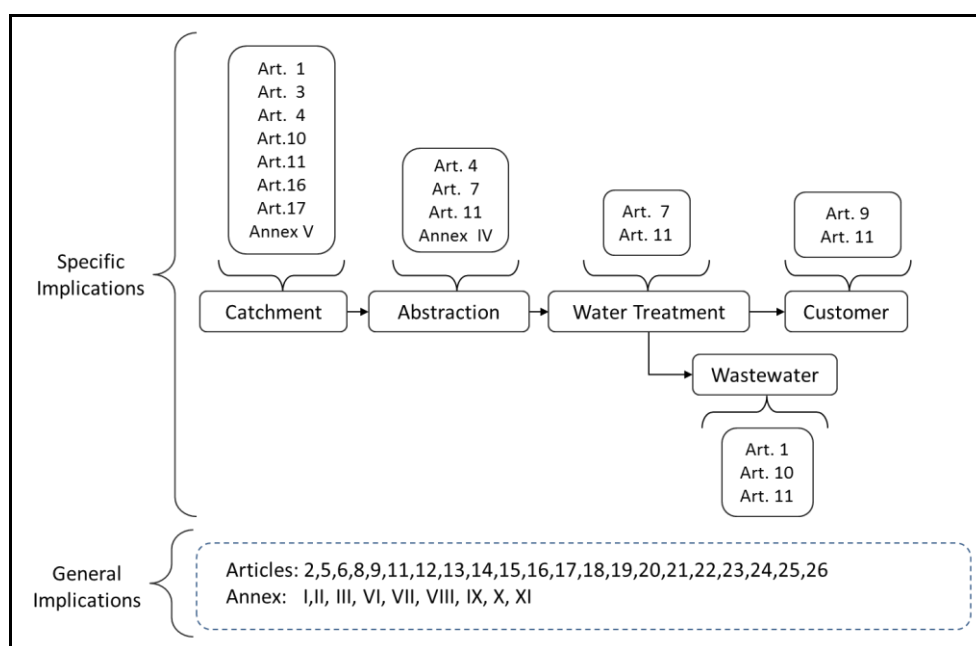 Art. 1
Art. 3
Art. 4
Art.10
Art.11
Art.16
Art.17
Annex V
Art. 4
Art. 7
Art. 11
Annex IV
Art. 7
Art. 11
Art. 9
Art. 11
Specific
Implications
Catchment
Abstraction
Water Treatment
Customer
Wastewater
Art. 1
Art. 10
Art. 11
General
Implications
Articles: 2,5,6,8,9,11,12,13,14,15,16,17,18,19,20,21,22,23,24,25,26
Annex: I,II, III, VI, VII, VIII, IX, X, XI